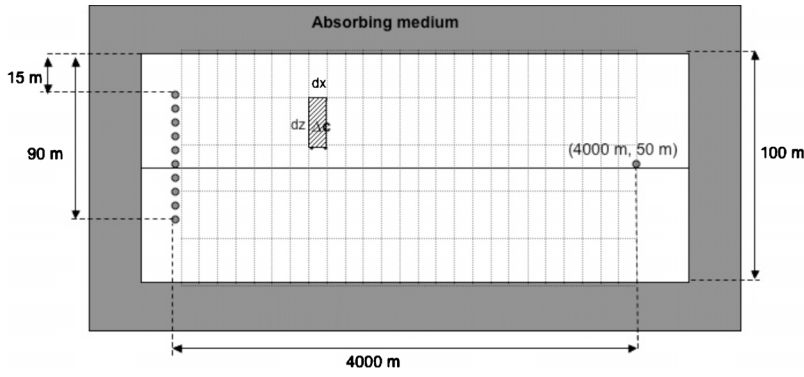 Absorbing medium
15 m
dx
dz
Δc
90 m
(4000 m, 50 m)
100 m
4000 m